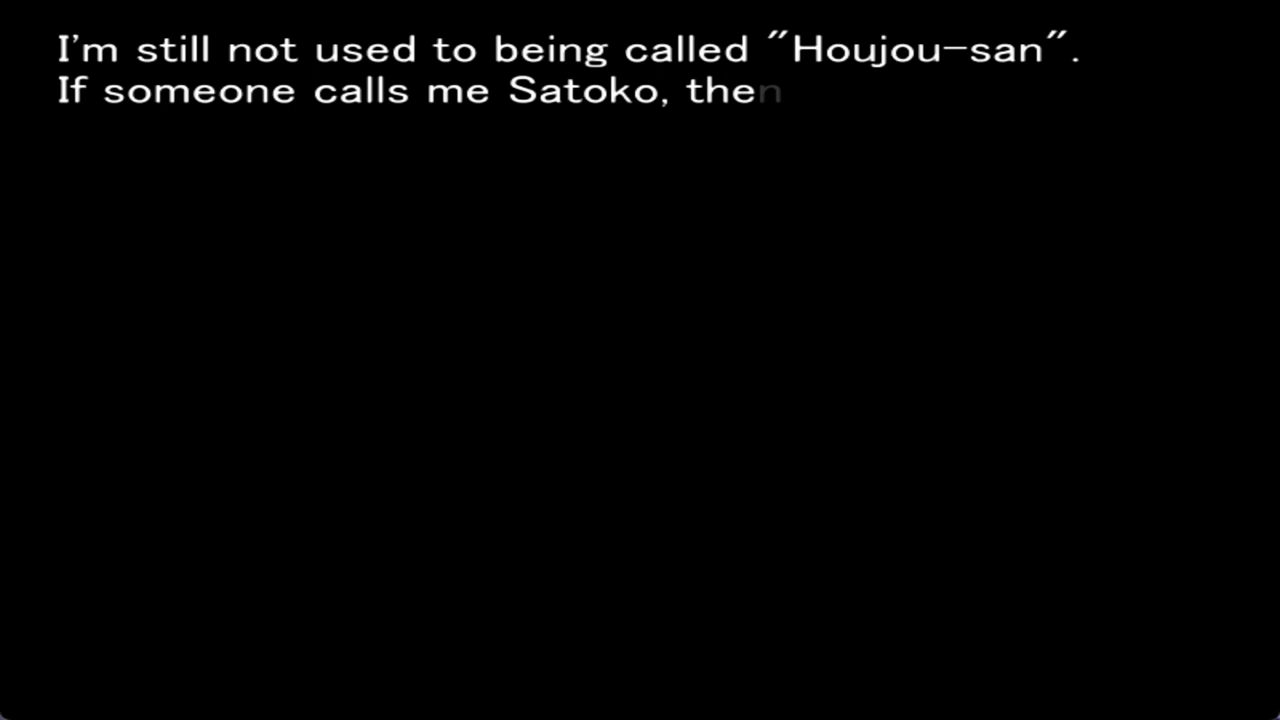 I'm still not used to being called "Houjou-san".
If someone calls me Satoko, then